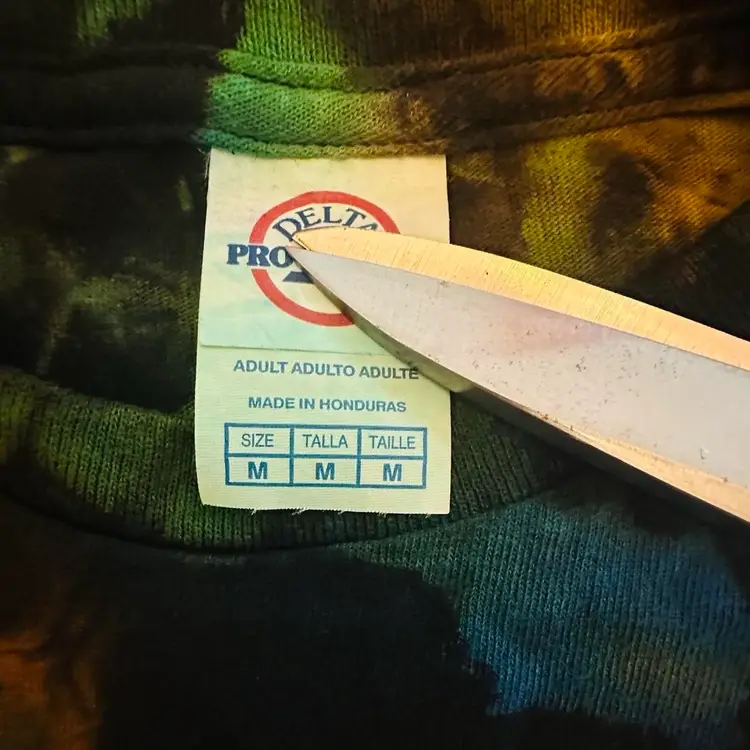 DELTA
ADULT ADULTO ADULTE
MADE IN HONDURAS
SIZE TALLA TAILLE
M M M